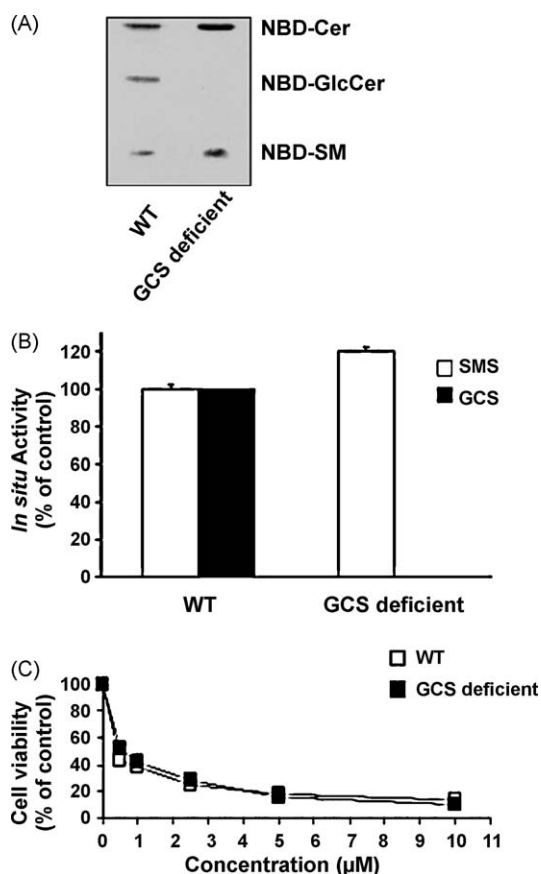 (A)
NBD-Cer
NBD-GlcCer
NBD-SM
WT
GCS deficient
(B)
In situ Activity
(% of control)
120
100
80
60
40
20
0
SMS
GCS
WT
GCS deficient
(C)
WT
GCS deficient
Cell viability
(% of control)
100
80
60
40
20
0
0 1 2 3 4 5 6 7 8 9 10 11
Concentration (µM)